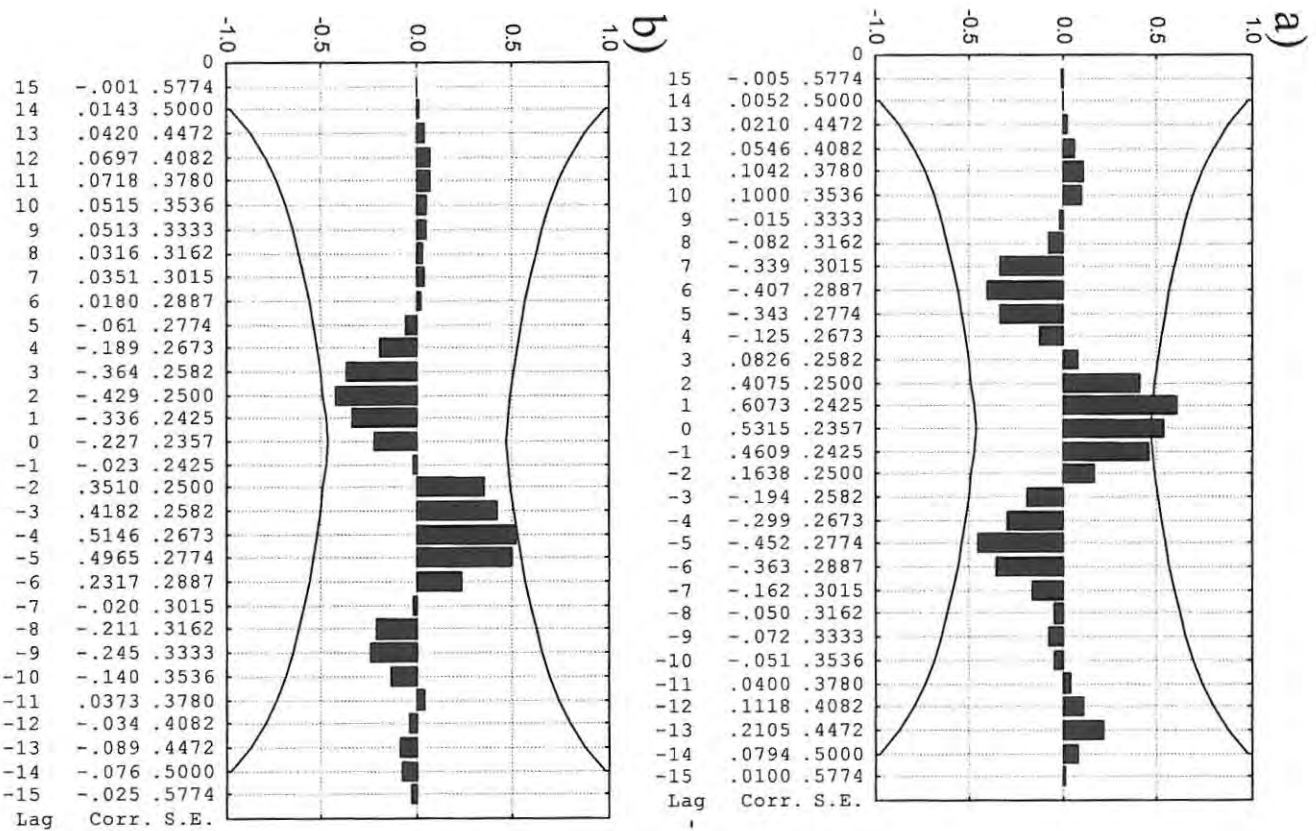 a)
1.0
0.5
0.0
-0.5
-1.0
0
15 -.005 .5774
14 .0052 .5000
13 .0210 .4472
12 .0546 .4082
11 .1042 .3780
10 .1000 .3536
9 -.015 .3333
8 -.082 .3162
7 -.339 .3015
6 -.407 .2887
5 -.343 .2774
4 -.125 .2673
3 .0826 .2582
2 .4075 .2500
1 .6073 .2425
0 .5315 .2357
-1 .4609 .2425
-2 .1638 .2500
-3 -.194 .2582
-4 -.299 .2673
-5 -.452 .2774
-6 -.363 .2887
-7 -.162 .3015
-8 -.050 .3162
-9 -.072 .3333
-10 -.051 .3536
-11 .0400 .3780
-12 .1118 .4082
-13 .2105 .4472
-14 .0794 .5000
-15 .0100 .5774
Lag Corr. S.E.
b)
1.0
0.5
0.0
-0.5
-1.0
0
15 -.001 .5774
14 .0143 .5000
13 .0420 .4472
12 .0697 .4082
11 .0718 .3780
10 .0515 .3536
9 .0513 .3333
8 .0316 .3162
7 .0351 .3015
6 .0180 .2887
5 -.061 .2774
4 -.189 .2673
3 -.364 .2582
2 -.429 .2500
1 -.336 .2425
0 -.227 .2357
-1 -.023 .2425
-2 .3510 .2500
-3 .4182 .2582
-4 .5146 .2673
-5 .4965 .2774
-6 .2317 .2887
-7 -.020 .3015
-8 -.211 .3162
-9 -.245 .3333
-10 -.140 .3536
-11 .0373 .3780
-12 -.034 .4082
-13 -.089 .4472
-14 -.076 .5000
-15 -.025 .5774
Lag Corr. S.E.